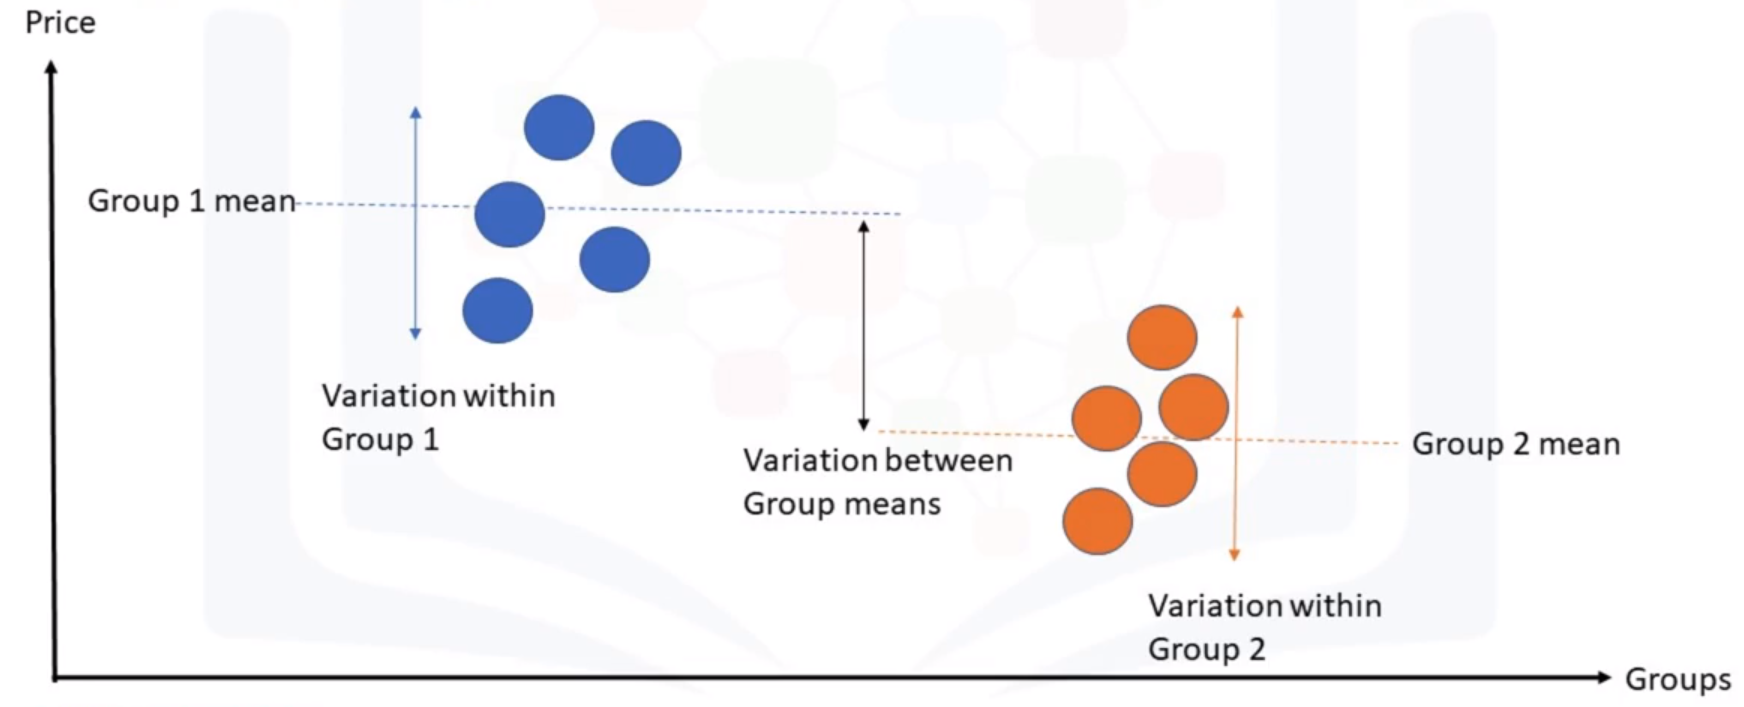 Price
Group 1 mean
Variation within
Group 1
Variation between
Group means
Group 2 mean
Variation within
Group 2
Groups